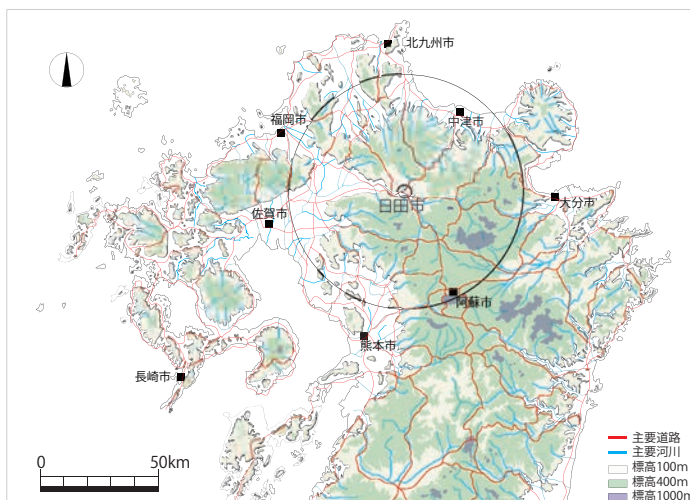 北九州市
福岡市
中津市
日田市
大分市
佐賀市
阿蘇市
熊本市
長崎市
0
50km
主要道路
主要河川
標高100m
標高400m
標高1000m